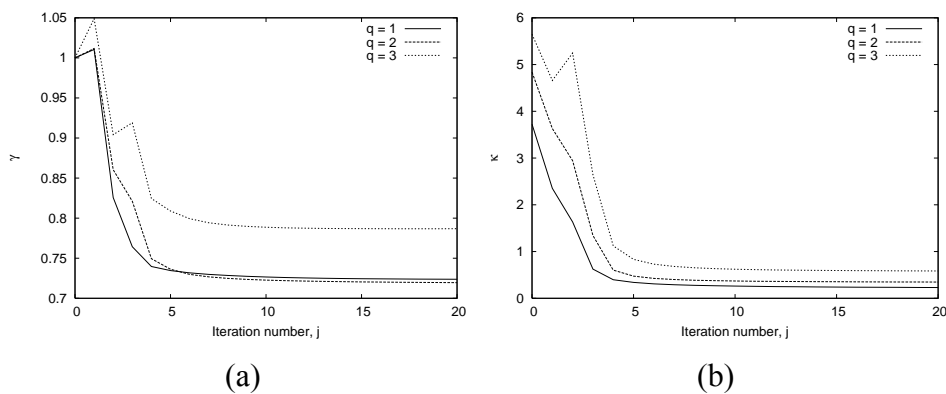 1.05
1
0.95
0.9
0.85
0.8
0.75
0.7
γ
0 5 10 15 20
Iteration number, j
q = 1
q = 2
q = 3
(a)
6
5
4
3
2
1
0
κ
0 5 10 15 20
Iteration number, j
q = 1
q = 2
q = 3
(b)